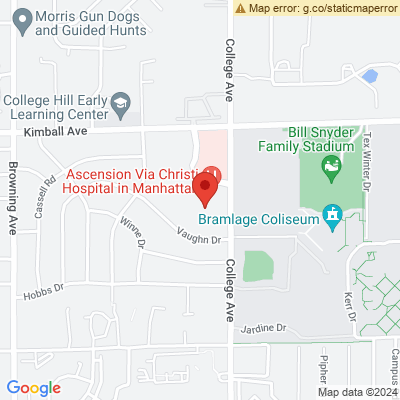 Map error: g.co/staticmaperror
Morris Gun Dogs
and Guided Hunts
College Ave
College Hill Early
Learning Center
Kimball Ave
Bill Snyder
Family Stadium
Tex Winter Dr
Ascension Via Christi
Hospital in Manhattan
Cassell Rd
Browning Ave
Bramlage Coliseum
Winne Dr
Vaughn Dr
College Ave
Hobbs Dr
Kerr Dr
Jardine Dr
Pipher
Campus
Google
Map data ©2024